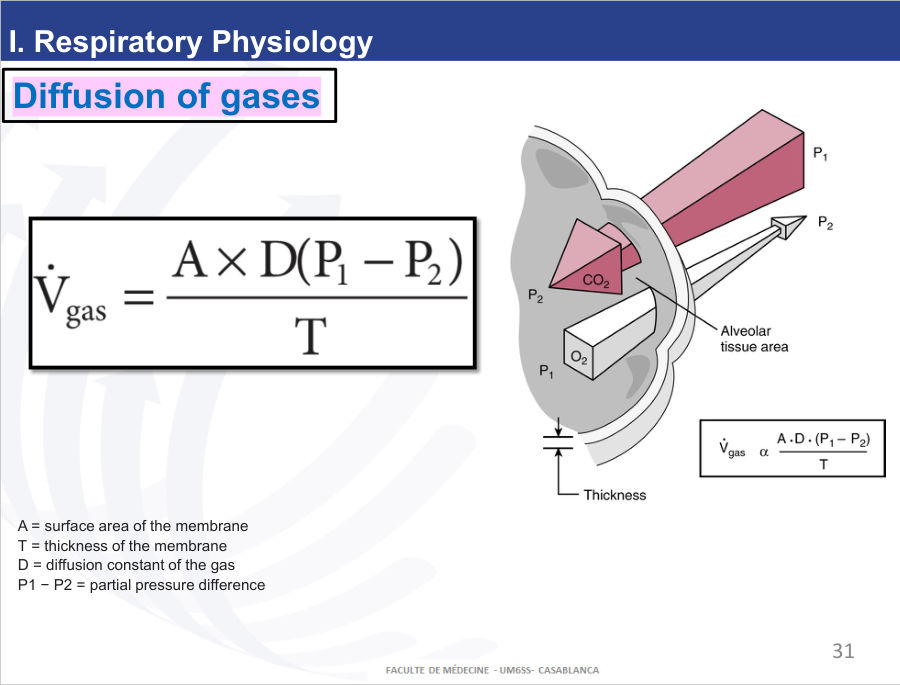 I. Respiratory Physiology
Diffusion of gases
V̇gas = A × D(P₁ − P₂) / T
P₁
P₂
CO₂
P₂
O₂
P₁
Alveolar
tissue area
Thickness
V̇gas α A · D · (P₁ − P₂) / T
A = surface area of the membrane
T = thickness of the membrane
D = diffusion constant of the gas
P1 − P2 = partial pressure difference
31
FACULTE DE MÉDECINE - UM6SS- CASABLANCA